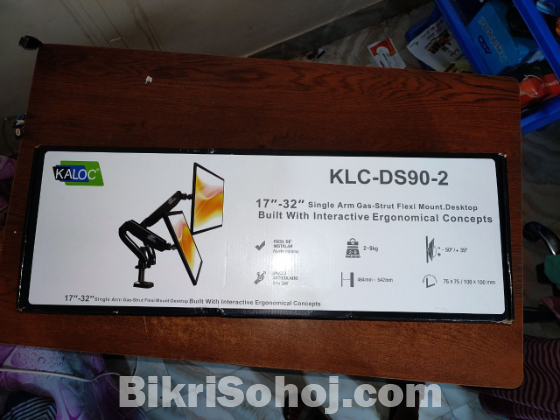 KALOC®
KLC-DS90-2
17"-32" Single Arm Gas-Strut Flexi Mount.Desktop
Built With Interactive Ergonomical Concepts
2-9kg
75 x 75 / 100 x 100 mm
17"-32" Single Arm Gas-Strut Flexi Mount Desktop Built With Interactive Ergonomical Concepts
BikriSohoj.com